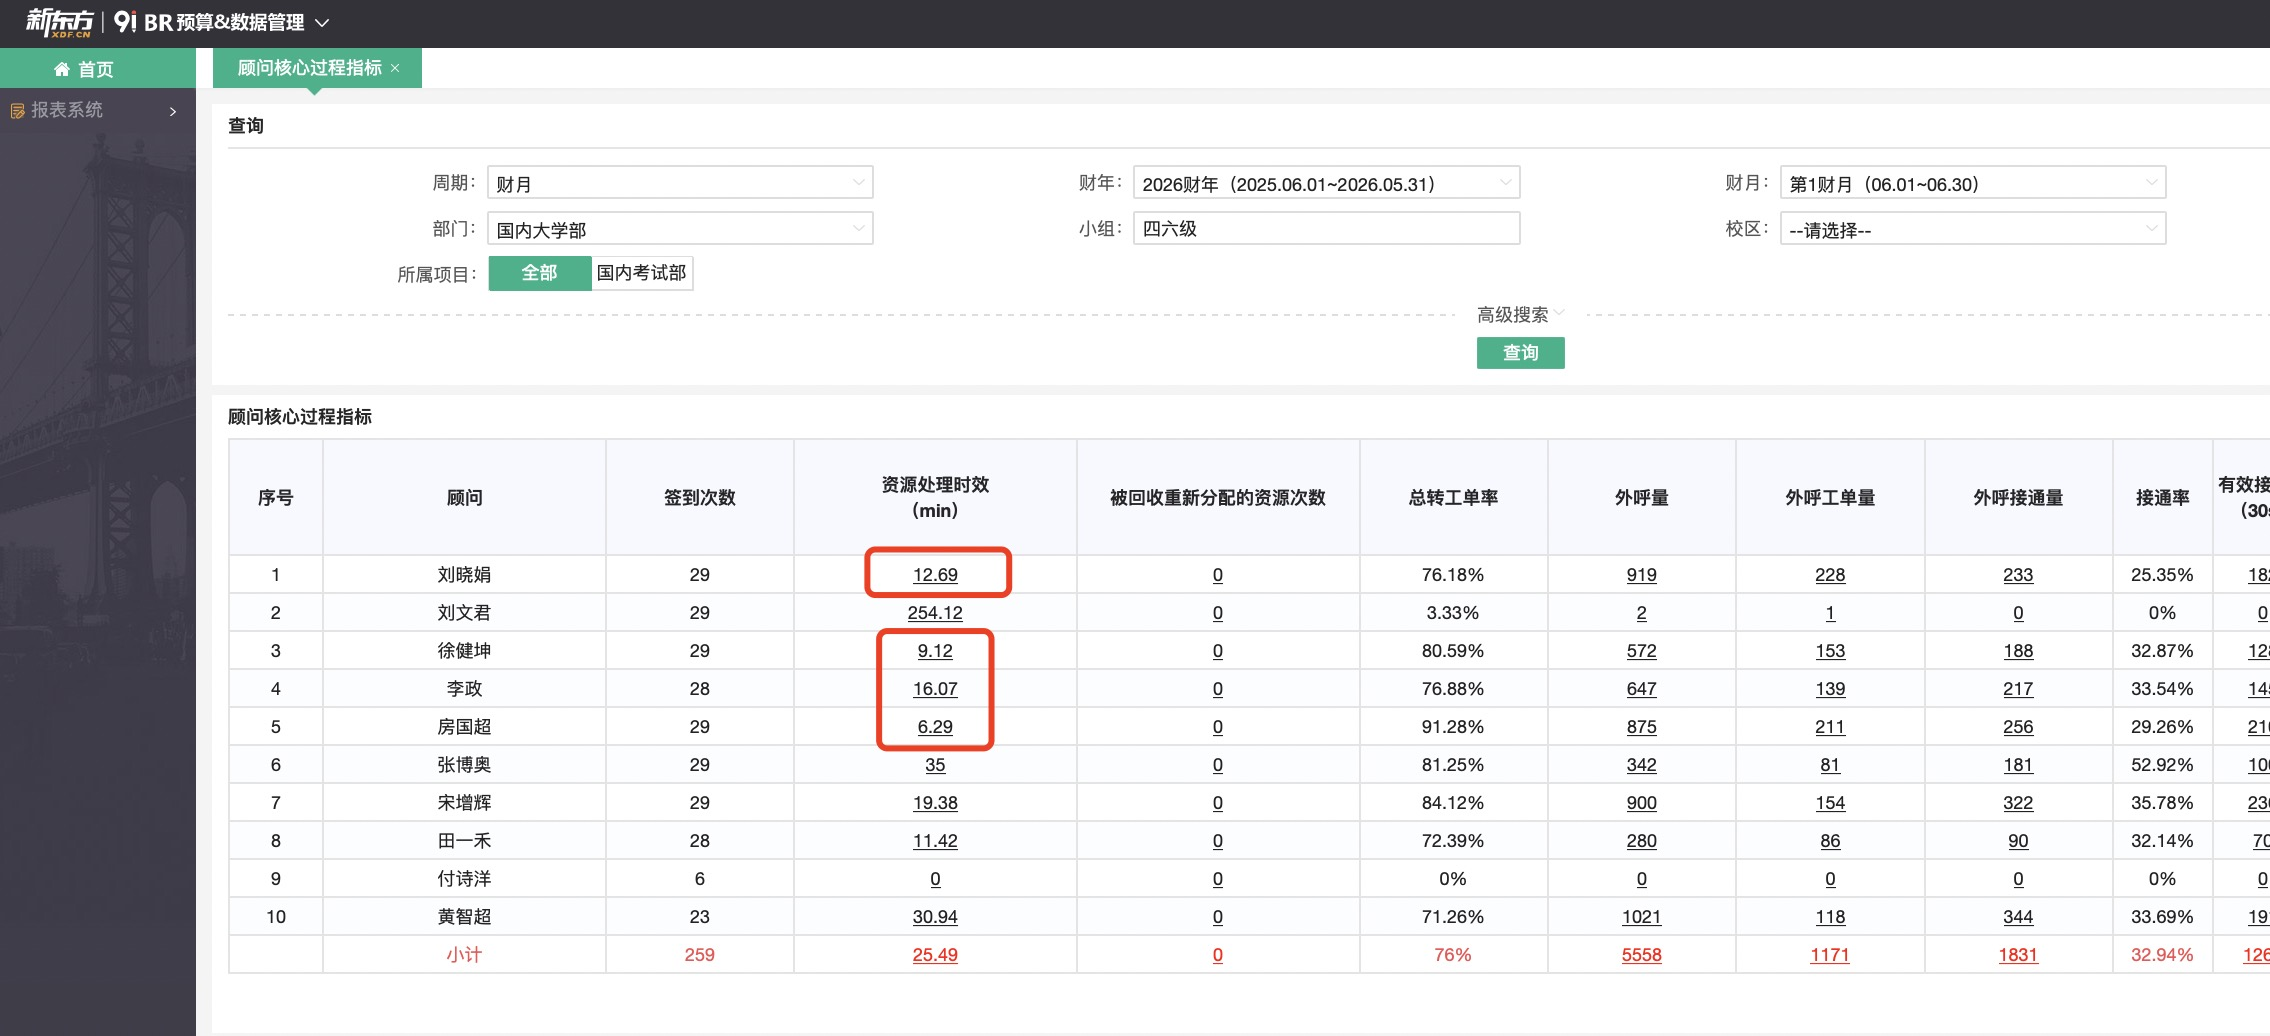 新东方 XDF.CN 9i BR 预算&数据管理
首页
报表系统
顾问核心过程指标 ×
查询
周期： 财月 财年： 2026财年（2025.06.01~2026.05.31） 财月： 第1财月（06.01~06.30）
部门： 国内大学部 小组： 四六级 校区： --请选择--
所属项目： 全部 国内考试部
高级搜索
查询
顾问核心过程指标
序号 顾问 签到次数 资源处理时效（min） 被回收重新分配的资源次数 总转工单率 外呼量 外呼工单量 外呼接通量 接通率 有效接（30s
1 刘晓娟 29 12.69 0 76.18% 919 228 233 25.35% 182
2 刘文君 29 254.12 0 3.33% 2 1 0 0% 0
3 徐健坤 29 9.12 0 80.59% 572 153 188 32.87% 128
4 李政 28 16.07 0 76.88% 647 139 217 33.54% 145
5 房国超 29 6.29 0 91.28% 875 211 256 29.26% 210
6 张博奥 29 35 0 81.25% 342 81 181 52.92% 100
7 宋增辉 29 19.38 0 84.12% 900 154 322 35.78% 230
8 田一禾 28 11.42 0 72.39% 280 86 90 32.14% 70
9 付诗洋 6 0 0 0% 0 0 0 0% 0
10 黄智超 23 30.94 0 71.26% 1021 118 344 33.69% 191
小计 259 25.49 0 76% 5558 1171 1831 32.94% 126